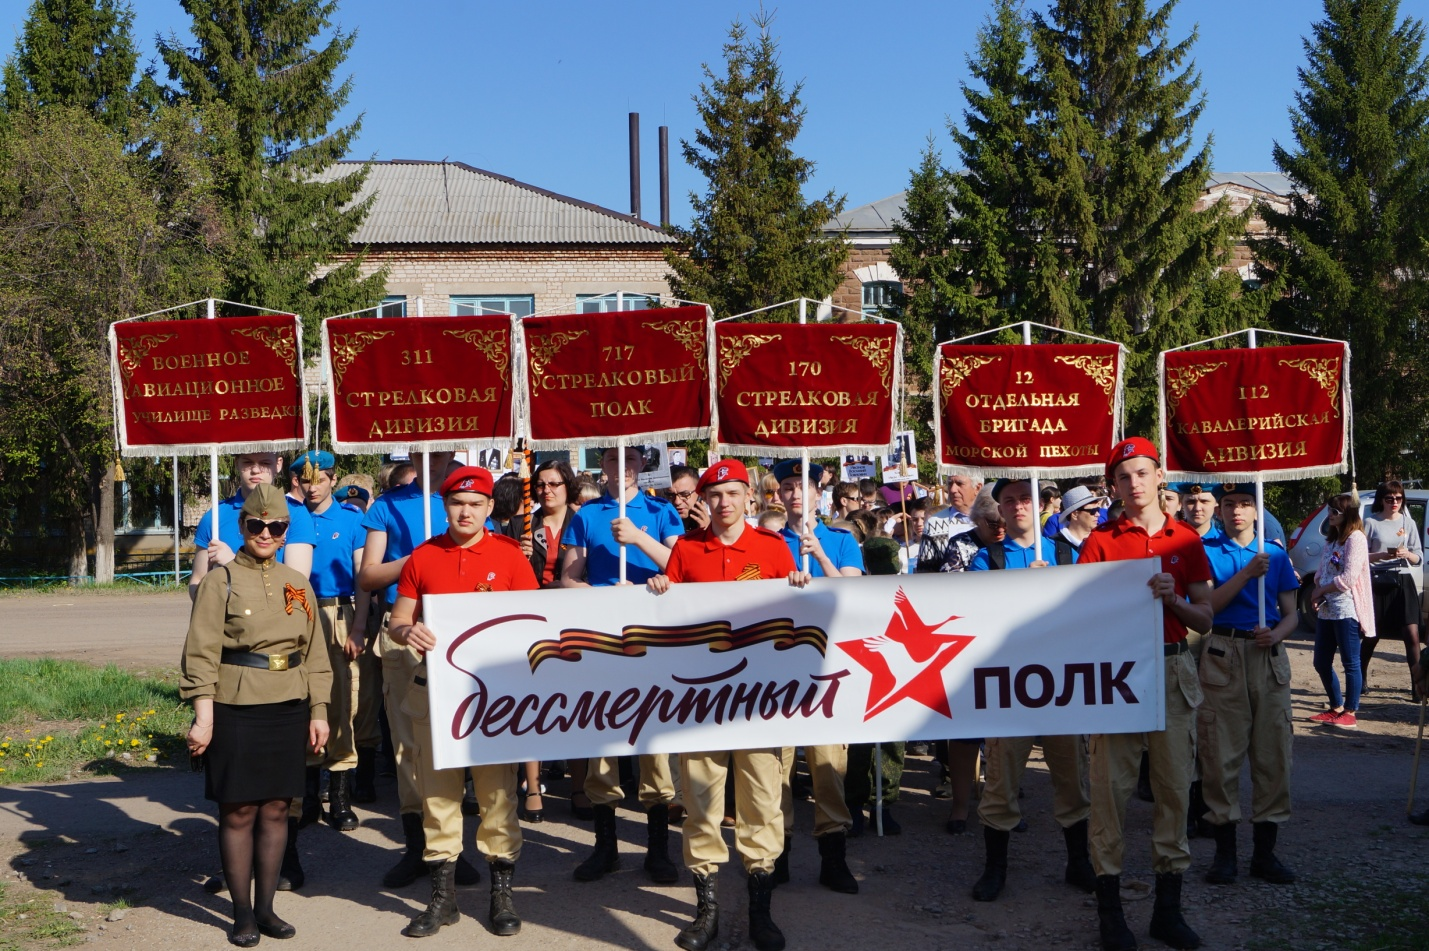 ВОЕННОЕ
АВИАЦИОННОЕ
УЧИЛИЩЕ РАЗВЕДКИ
311
СТРЕЛКОВАЯ
ДИВИЗИЯ
717
СТРЕЛКОВЫЙ
ПОЛК
170
СТРЕЛКОВАЯ
ДИВИЗИЯ
12
ОТДЕЛЬНАЯ
БРИГАДА
МОРСКОЙ ПЕХОТЫ
112
КАВАЛЕРИЙСКАЯ
ДИВИЗИЯ
бессмертный ПОЛК